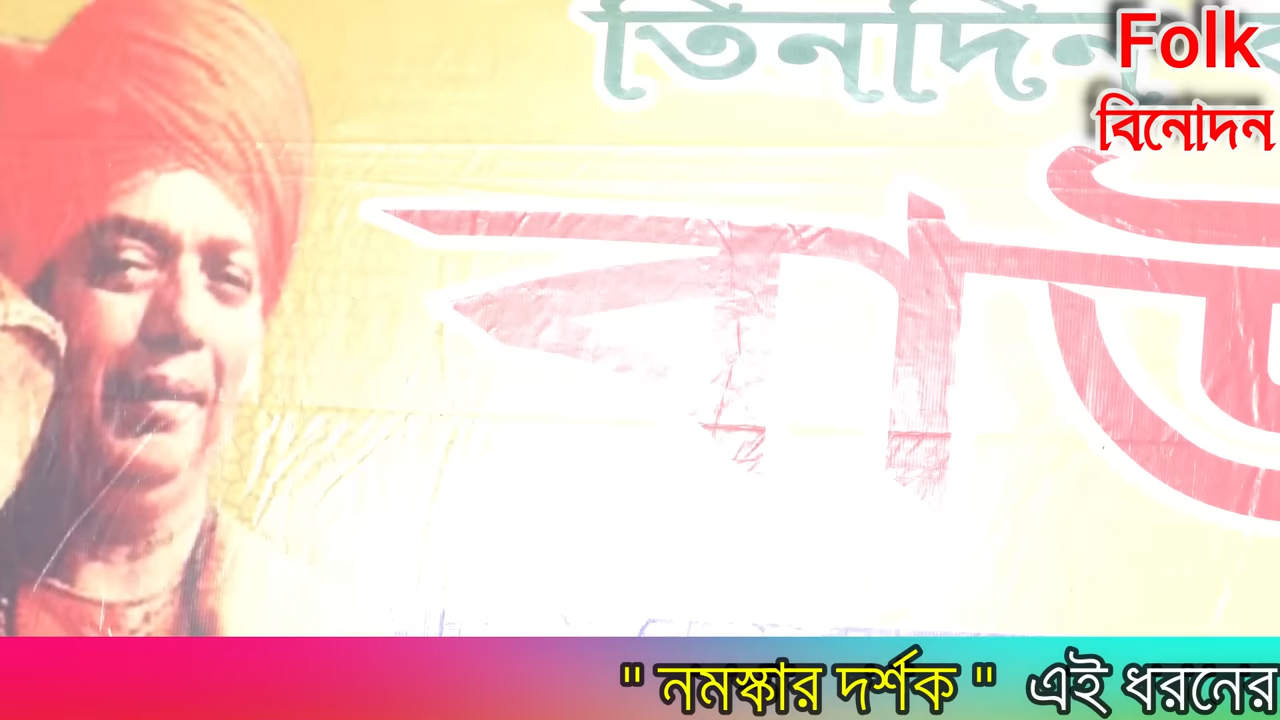 তিনদিন
Folk
বিনোদন
বাউ
" নমস্কার দর্শক " এই ধরনের